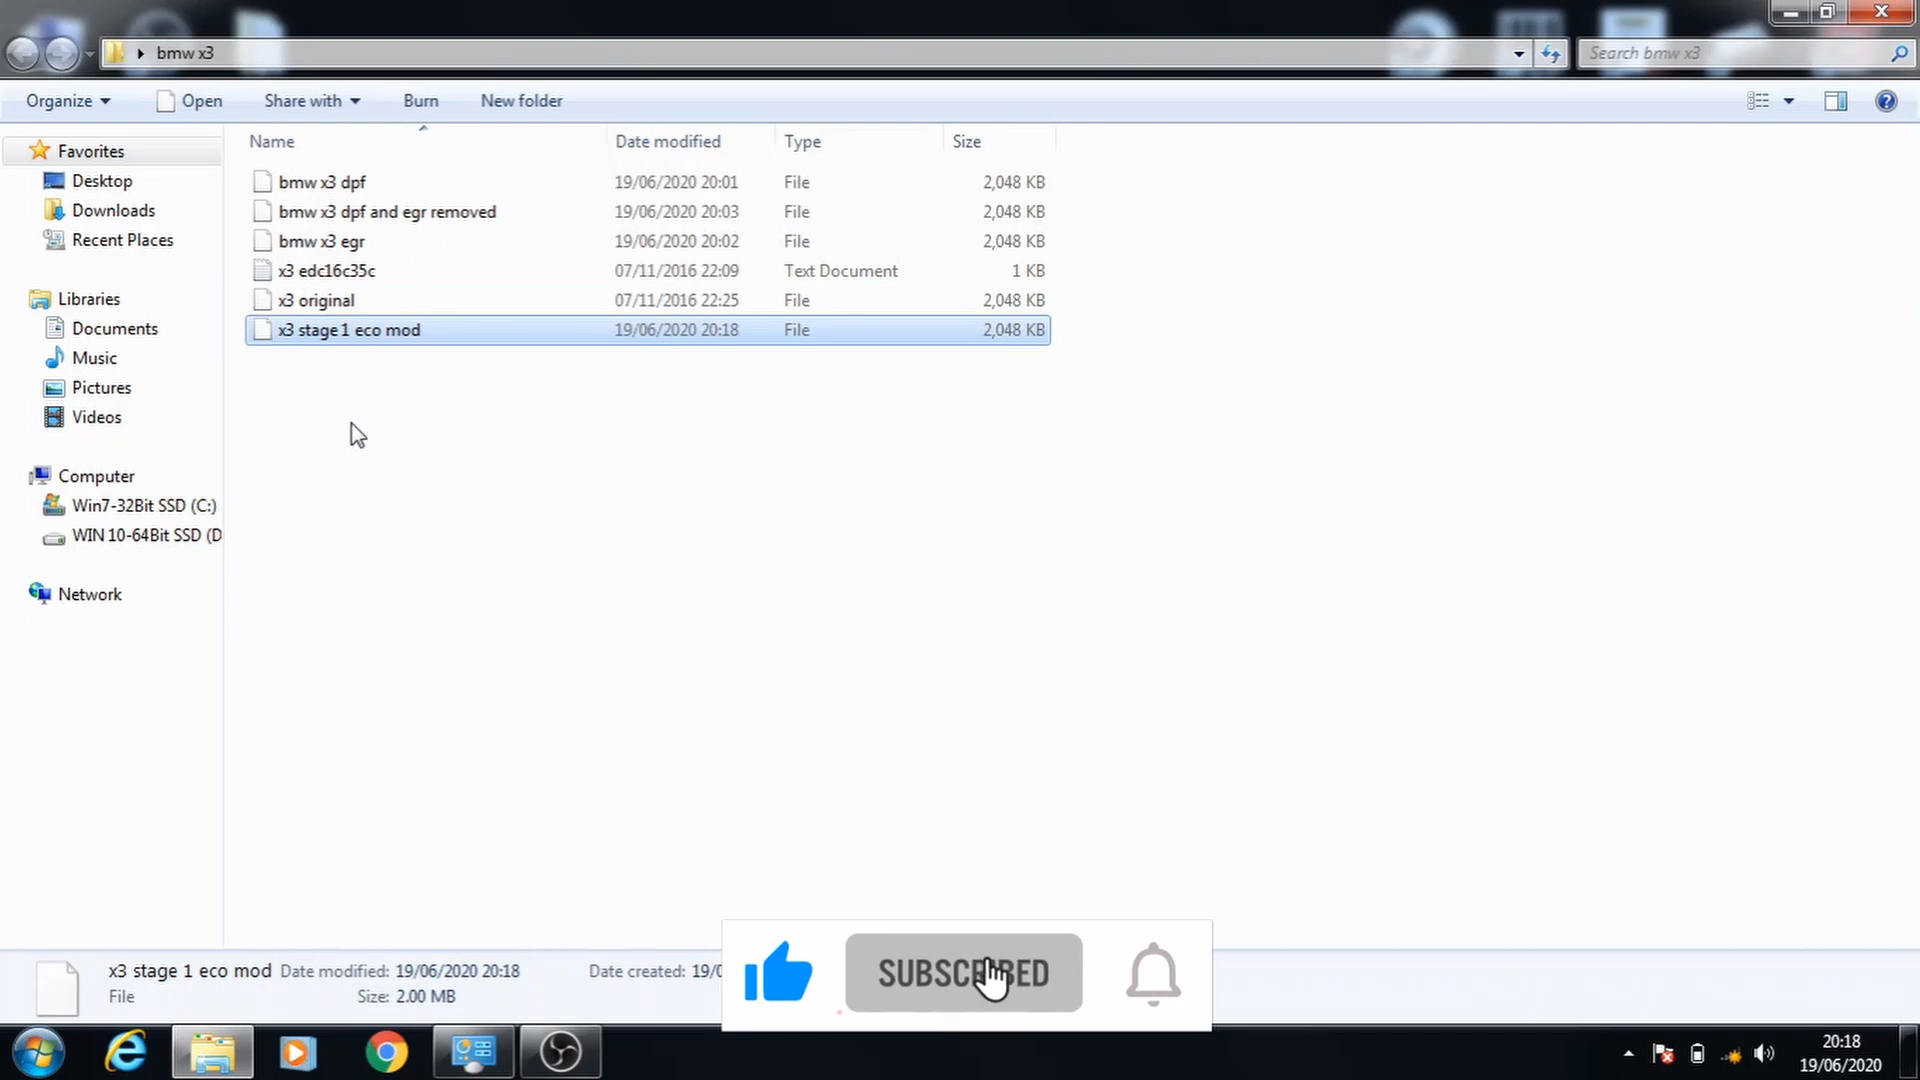 bmw x3
Search bmw x3
Organize Open Share with Burn New folder
Name Date modified Type Size
bmw x3 dpf 19/06/2020 20:01 File 2,048 KB
bmw x3 dpf and egr removed 19/06/2020 20:03 File 2,048 KB
bmw x3 egr 19/06/2020 20:02 File 2,048 KB
x3 edc16c35c 07/11/2016 22:09 Text Document 1 KB
x3 original 07/11/2016 22:25 File 2,048 KB
x3 stage 1 eco mod 19/06/2020 20:18 File 2,048 KB
Favorites
Desktop
Downloads
Recent Places
Libraries
Documents
Music
Pictures
Videos
Computer
Win7-32Bit SSD (C:)
WIN 10-64Bit SSD (D
Network
x3 stage 1 eco mod Date modified: 19/06/2020 20:18 Date created: 19/0
File Size: 2.00 MB
SUBSCRIBED
20:18
19/06/2020